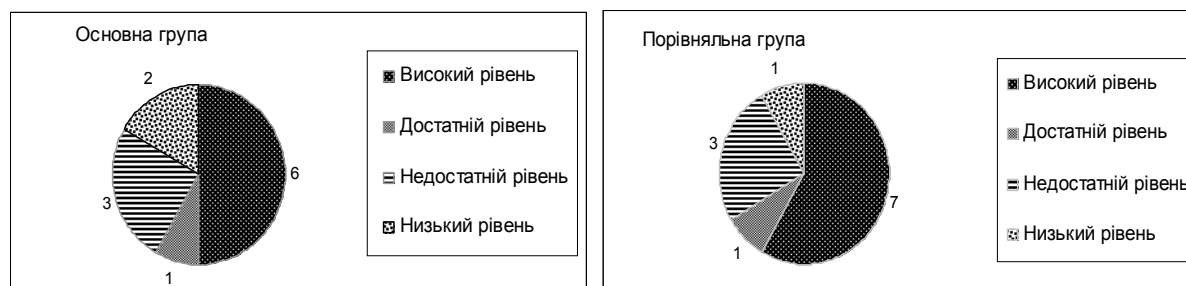 Основна група
2
6
3
1
Високий рівень
Достатній рівень
Недостатній рівень
Низький рівень
Порівняльна група
1
3
7
1
Високий рівень
Достатній рівень
Недостатній рівень
Низький рівень